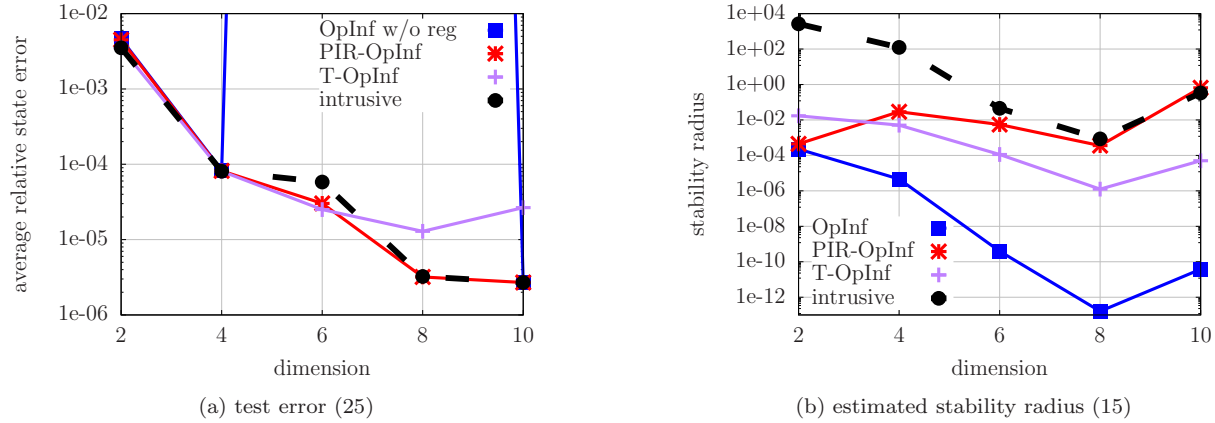 1e-02
1e-03
1e-04
1e-05
1e-06
average relative state error
OpInf w/o reg
PIR-OpInf
T-OpInf
intrusive
2 4 6 8 10
dimension
(a) test error (25)
1e+04
1e+02
1e+00
1e-02
1e-04
1e-06
1e-08
1e-10
1e-12
stability radius
OpInf
PIR-OpInf
T-OpInf
intrusive
2 4 6 8 10
dimension
(b) estimated stability radius (15)